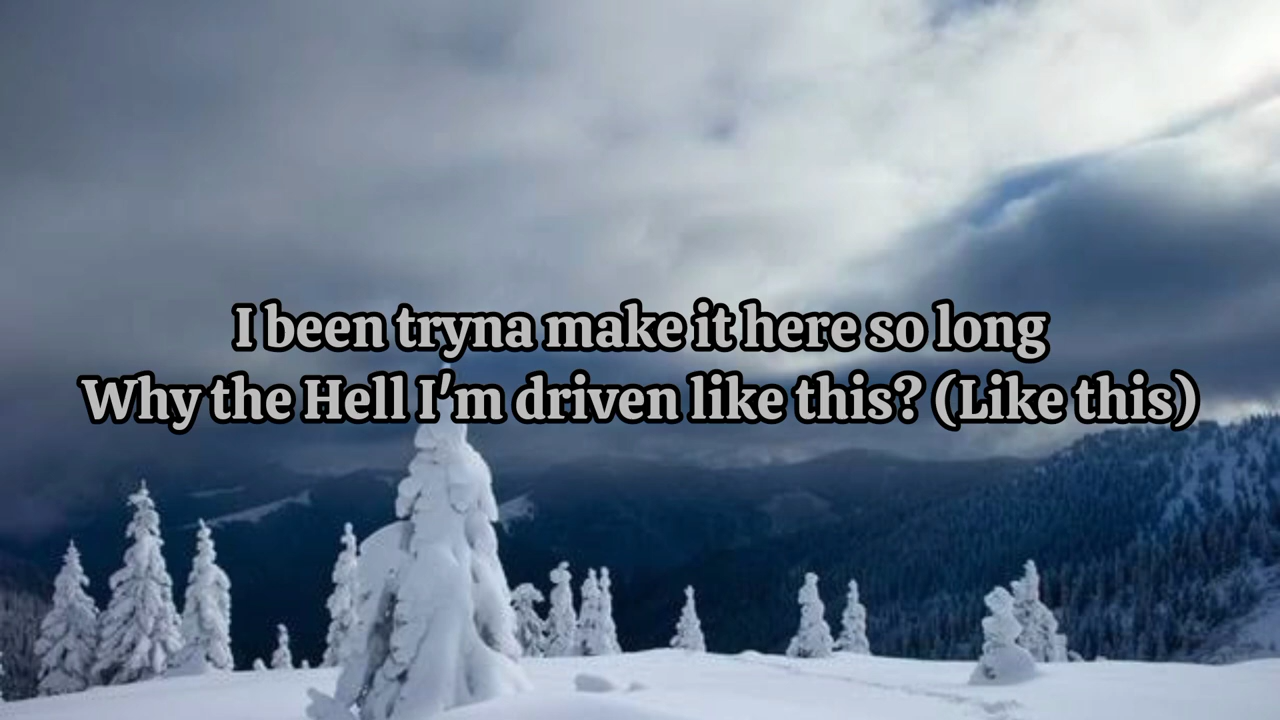 I been tryna make it here so long
Why the Hell I'm driven like this? (Like this)